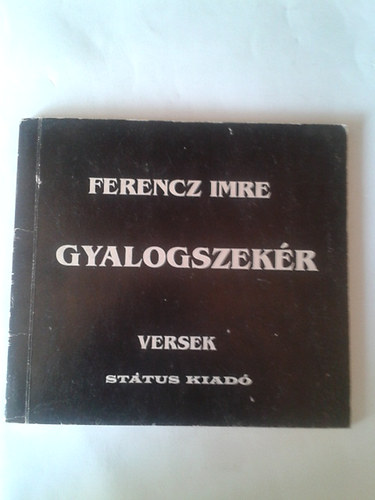 FERENCZ IMRE
GYALOGSZEKÉR
VERSEK
STÁTUS KIADÓ